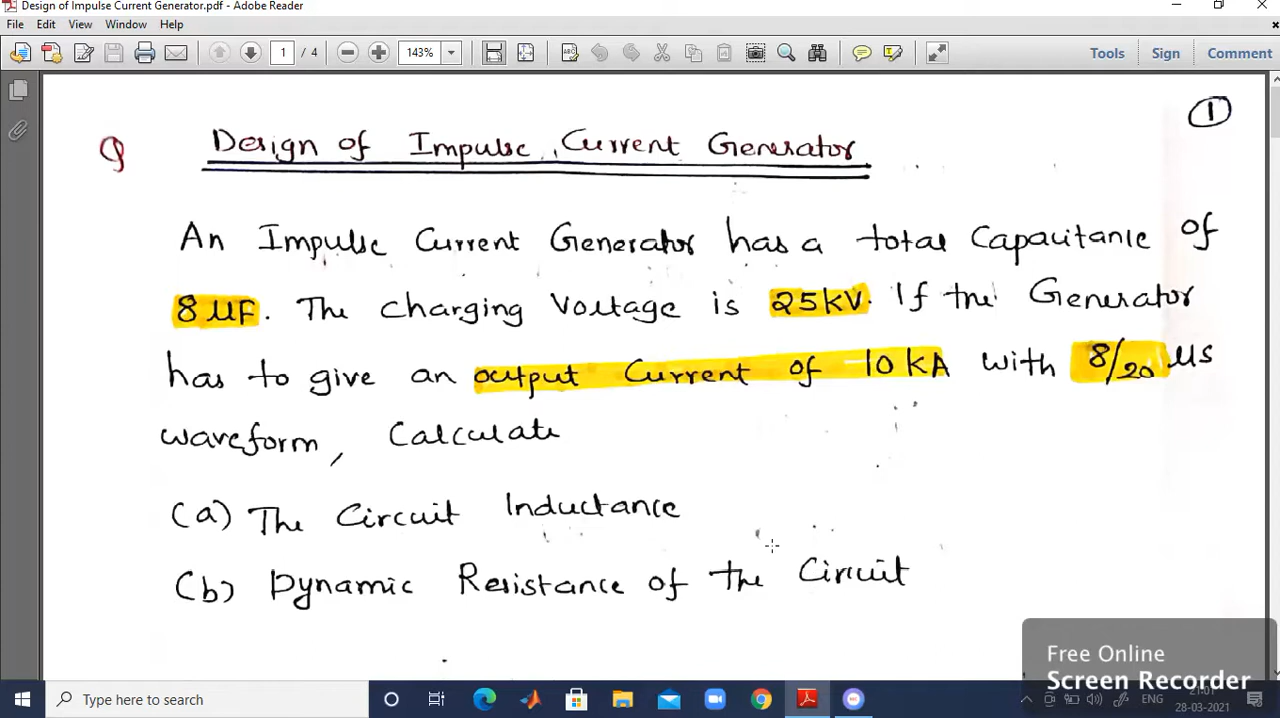 Design of Impulse Current Generator.pdf - Adobe Reader
File Edit View Window Help
1 / 4 143% Tools Sign Comment
1
Q Design of Impulse Current Generator
An Impulse Current Generator has a total Capacitance of
8 μF. The charging Voltage is 25kV. If the Generator
has to give an output Current of 10 kA with 8/20 μs
waveform, Calculate
(a) The Circuit Inductance
(b) Dynamic Resistance of the Circuit
Free Online
Screen Recorder
Type here to search
ENG
21:01
28-03-2021